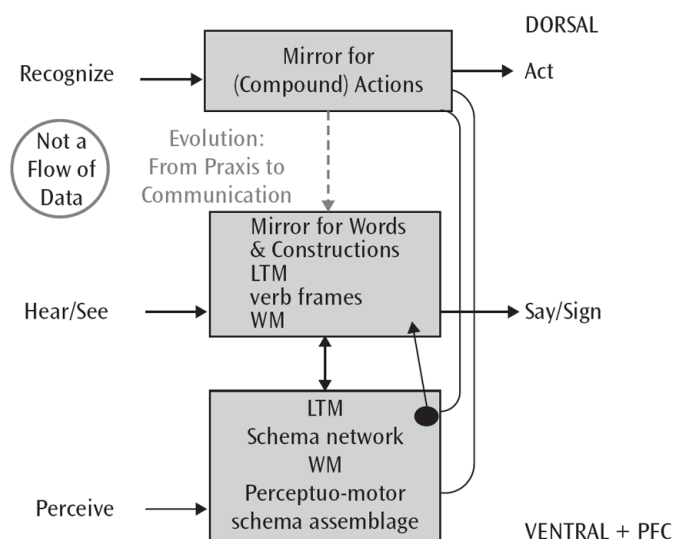 DORSAL
Recognize
Mirror for
(Compound) Actions
Act
Not a
Flow of
Data
Evolution:
From Praxis to
Communication
Mirror for Words
& Constructions
LTM
verb frames
WM
Hear/See
Say/Sign
LTM
Schema network
WM
Perceptuo-motor
schema assemblage
Perceive
VENTRAL + PFC